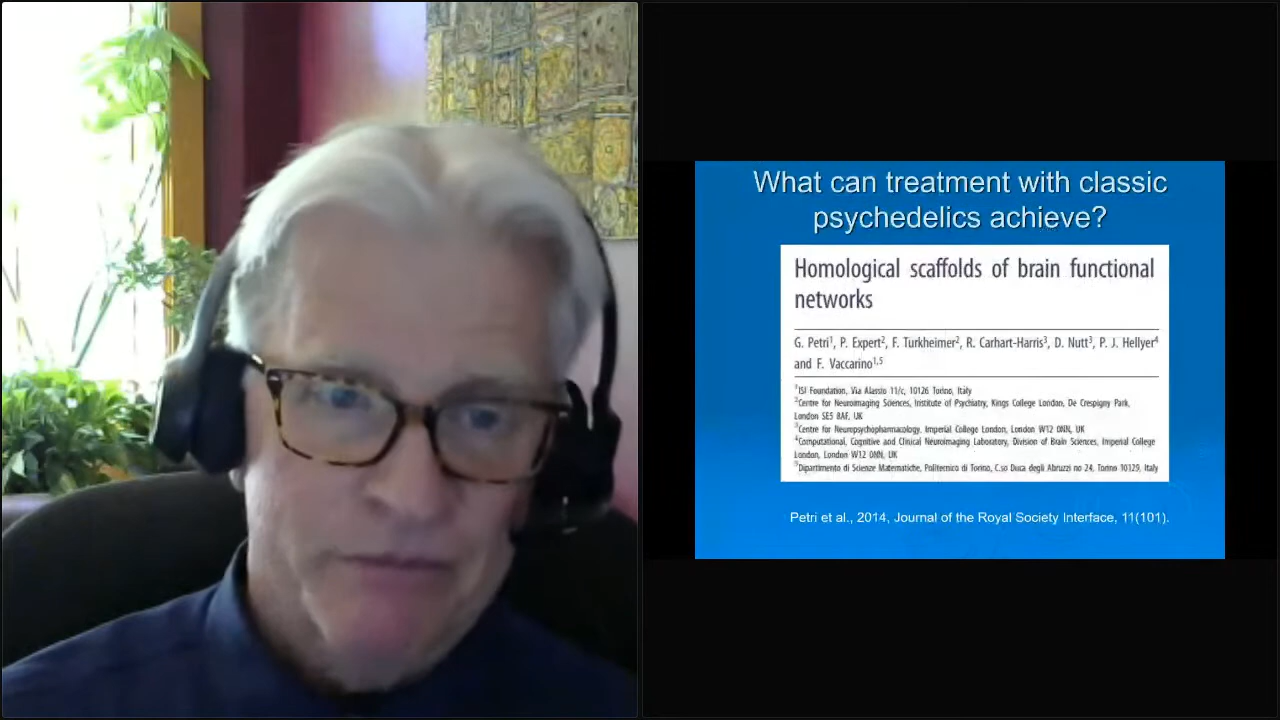 What can treatment with classic
psychedelics achieve?
Homological scaffolds of brain functional
networks
G. Petri1, P. Expert2, F. Turkheimer2, R. Carhart-Harris3, D. Nutt3, P. J. Hellyer4
and F. Vaccarino1,5
1ISI Foundation, Via Alassio 11/c, 10126 Torino, Italy
2Centre for Neuroimaging Sciences, Institute of Psychiatry, Kings College London, De Crespigny Park,
London SE5 8AF, UK
3Centre for Neuropsychopharmacology, Imperial College London, London W12 0NN, UK
4Computational, Cognitive and Clinical Neuroimaging Laboratory, Division of Brain Sciences, Imperial College
London, London W12 0NN, UK
5Dipartimento di Scienze Matematiche, Politecnico di Torino, C.so Duca degli Abruzzi no 24, Torino 10129, Italy
Petri et al., 2014, Journal of the Royal Society Interface, 11(101).